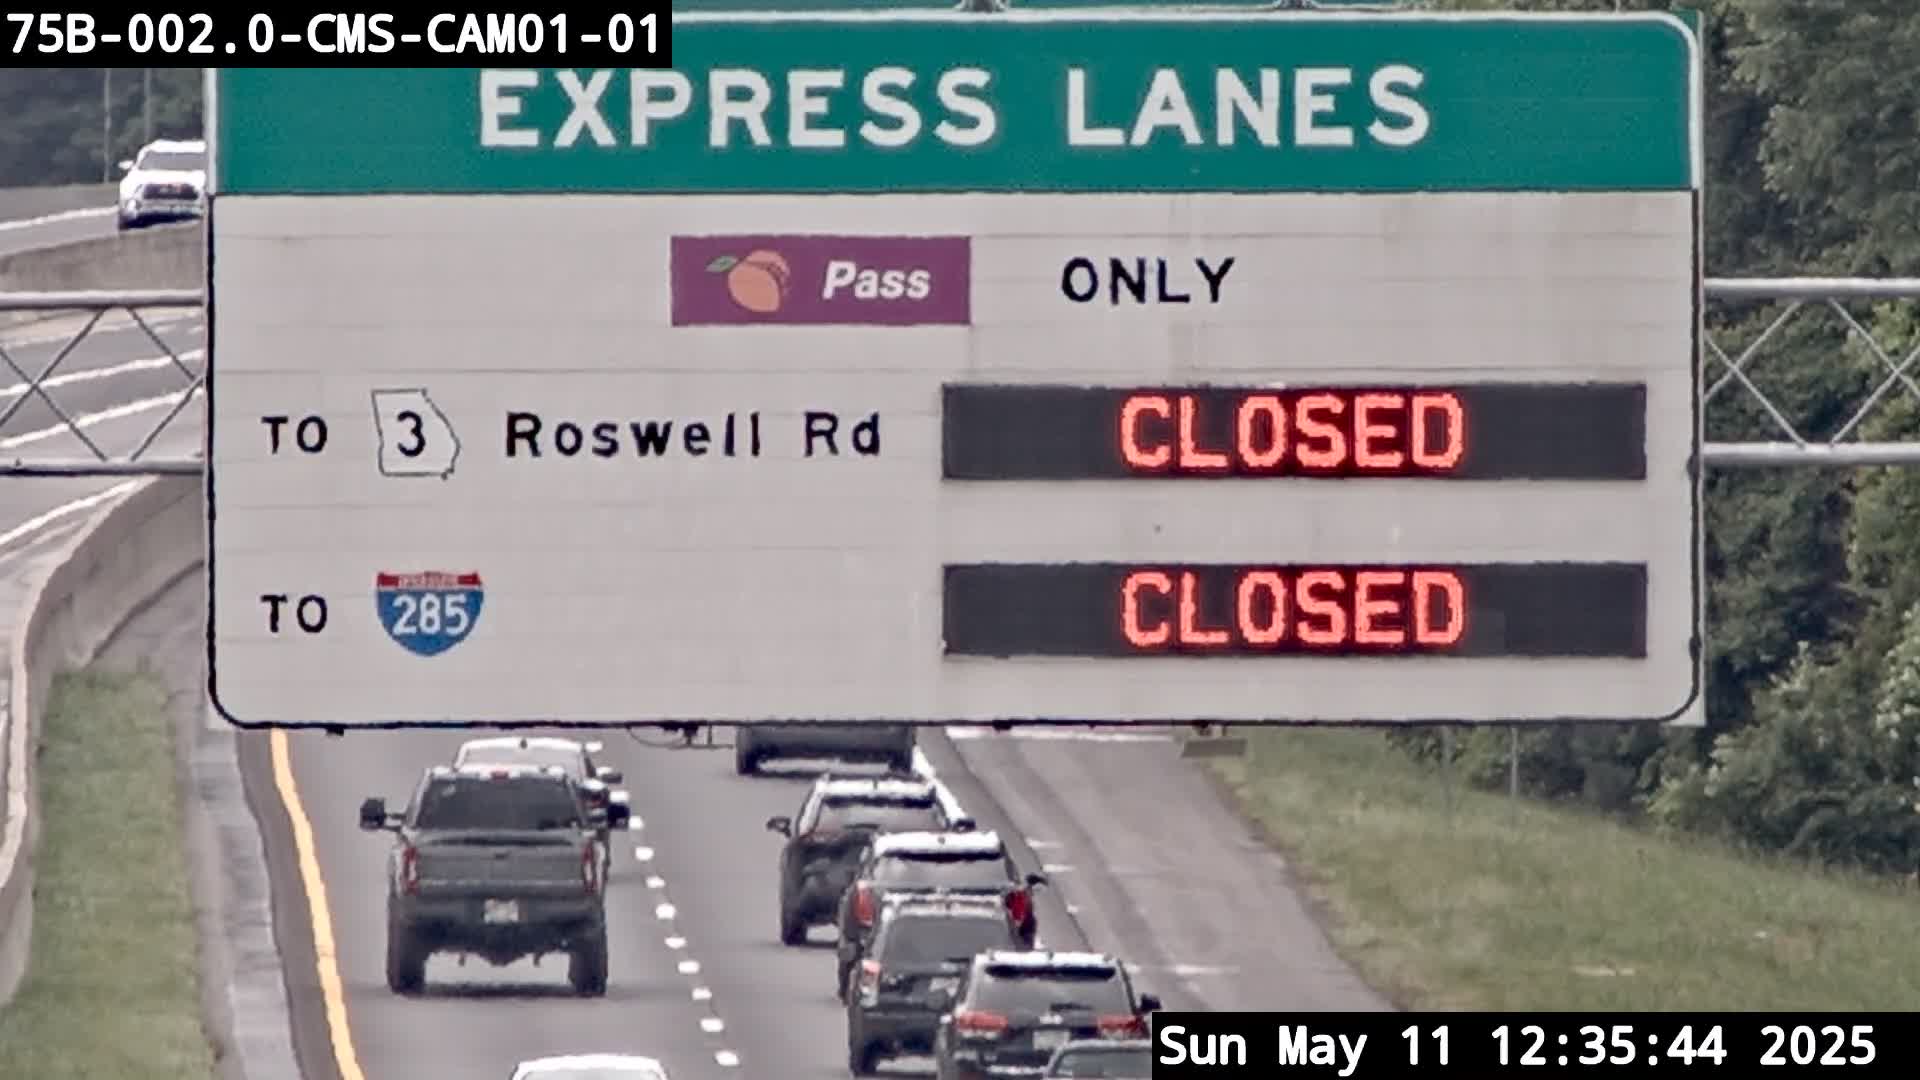 75B-002.0-CMS-CAM01-01
EXPRESS LANES
Pass ONLY
TO 3 Roswell Rd CLOSED
TO 285 CLOSED
Sun May 11 12:35:44 2025